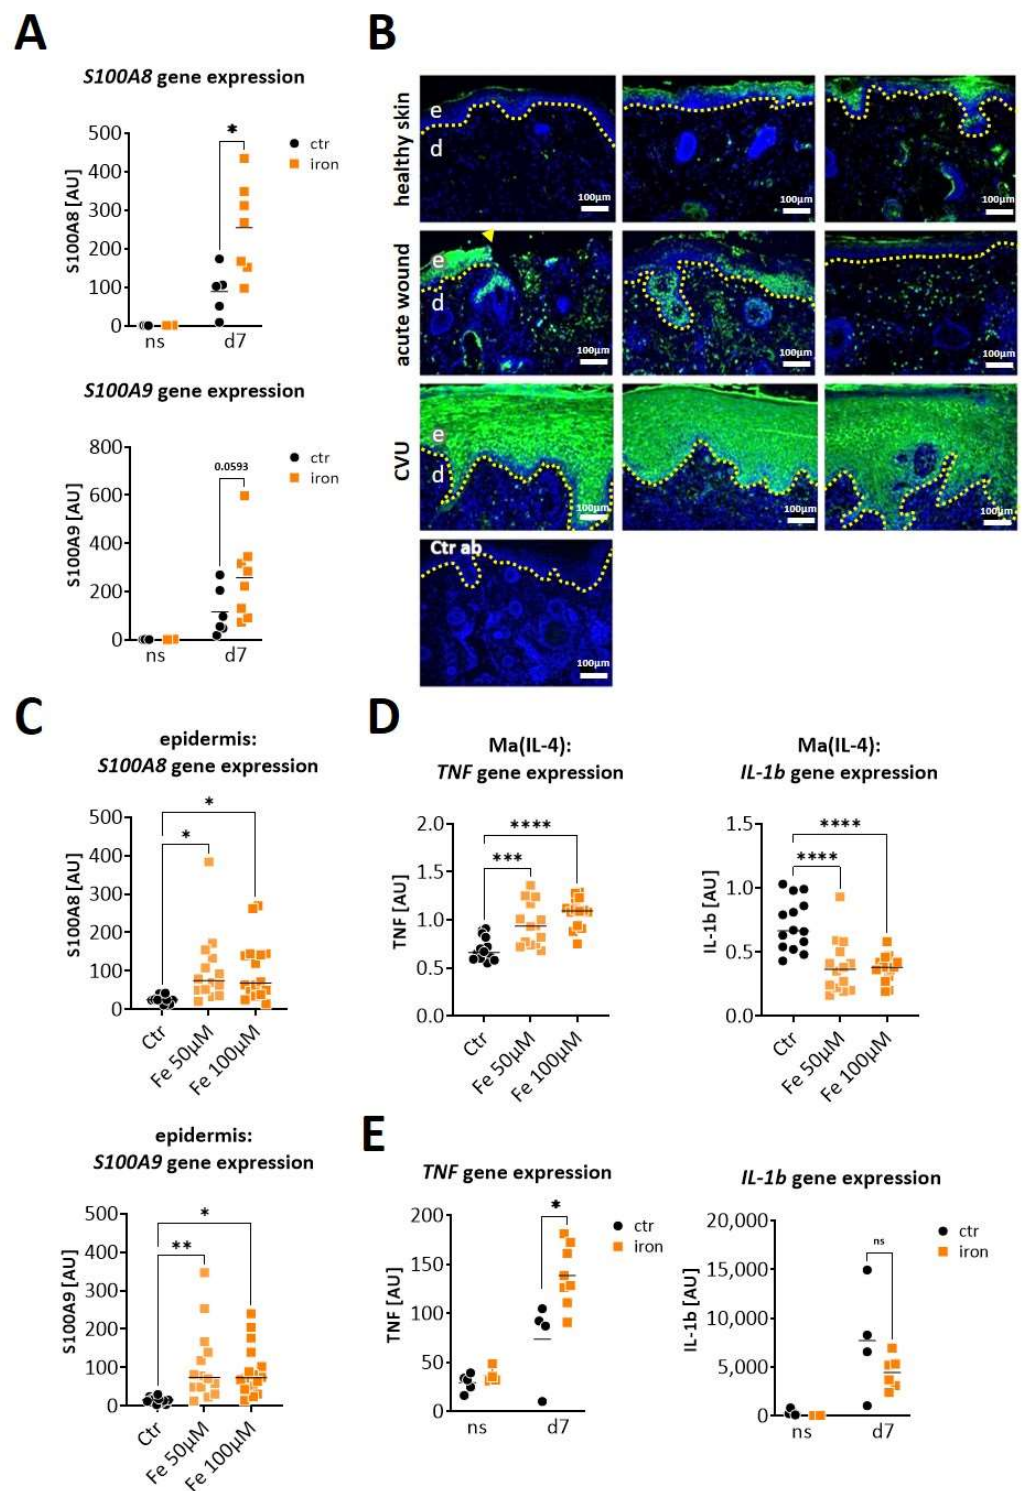 A
S100A8 gene expression
S100A8 [AU]
500
400
300
200
100
0
ns
d7
*
ctr
iron
S100A9 gene expression
S100A9 [AU]
800
600
400
200
0
ns
d7
0.0593
ctr
iron
B
healthy skin
e
d
100µm
100µm
100µm
acute wound
e
d
100µm
100µm
100µm
CVU
e
d
100µm
100µm
100µm
Ctr ab
100µm
C
epidermis:
S100A8 gene expression
S100A8 [AU]
500
400
300
200
100
0
*
*
Ctr
Fe 50µM
Fe 100µM
epidermis:
S100A9 gene expression
S100A9 [AU]
500
400
300
200
100
0
*
**
Ctr
Fe 50µM
Fe 100µM
D
Ma(IL-4):
TNF gene expression
TNF [AU]
2.0
1.5
1.0
0.5
0.0
****
***
Ctr
Fe 50µM
Fe 100µM
Ma(IL-4):
IL-1b gene expression
IL-1b [AU]
1.5
1.0
0.5
0.0
****
****
Ctr
Fe 50µM
Fe 100µM
E
TNF gene expression
TNF [AU]
200
150
100
50
0
ns
d7
*
ctr
iron
IL-1b gene expression
IL-1b [AU]
20,000
15,000
10,000
5,000
0
ns
d7
ns
ctr
iron